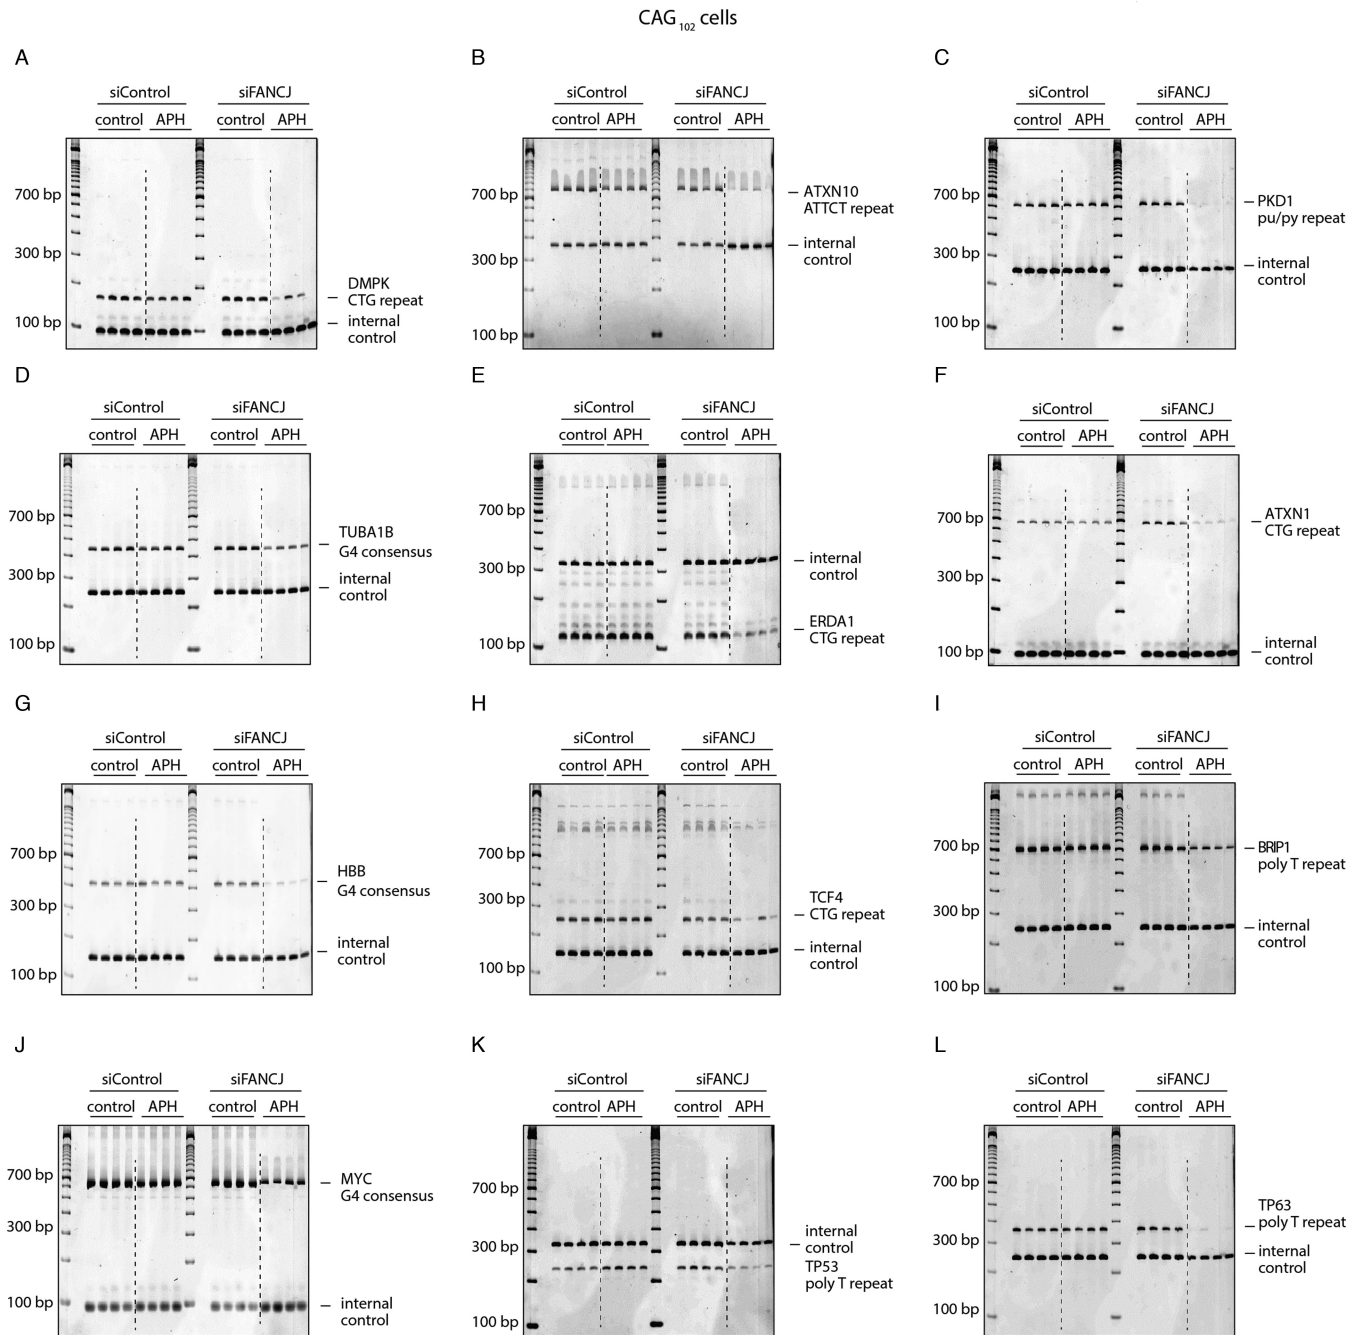 CAG102 cells
A
siControl siFANCJ
control APH control APH
700 bp
300 bp
100 bp
DMPK
CTG repeat
internal
control
B
siControl siFANCJ
control APH control APH
700 bp
300 bp
100 bp
ATXN10
ATTCT repeat
internal
control
C
siControl siFANCJ
control APH control APH
700 bp
300 bp
100 bp
PKD1
pu/py repeat
internal
control
D
siControl siFANCJ
control APH control APH
700 bp
300 bp
100 bp
TUBA1B
G4 consensus
internal
control
E
siControl siFANCJ
control APH control APH
700 bp
300 bp
100 bp
internal
control
ERDA1
CTG repeat
F
siControl siFANCJ
control APH control APH
700 bp
300 bp
100 bp
ATXN1
CTG repeat
internal
control
G
siControl siFANCJ
control APH control APH
700 bp
300 bp
100 bp
HBB
G4 consensus
internal
control
H
siControl siFANCJ
control APH control APH
700 bp
300 bp
100 bp
TCF4
CTG repeat
internal
control
I
siControl siFANCJ
control APH control APH
700 bp
300 bp
100 bp
BRIP1
poly T repeat
internal
control
J
siControl siFANCJ
control APH control APH
700 bp
300 bp
100 bp
MYC
G4 consensus
internal
control
K
siControl siFANCJ
control APH control APH
700 bp
300 bp
100 bp
internal
control
TP53
poly T repeat
L
siControl siFANCJ
control APH control APH
700 bp
300 bp
100 bp
TP63
poly T repeat
internal
control